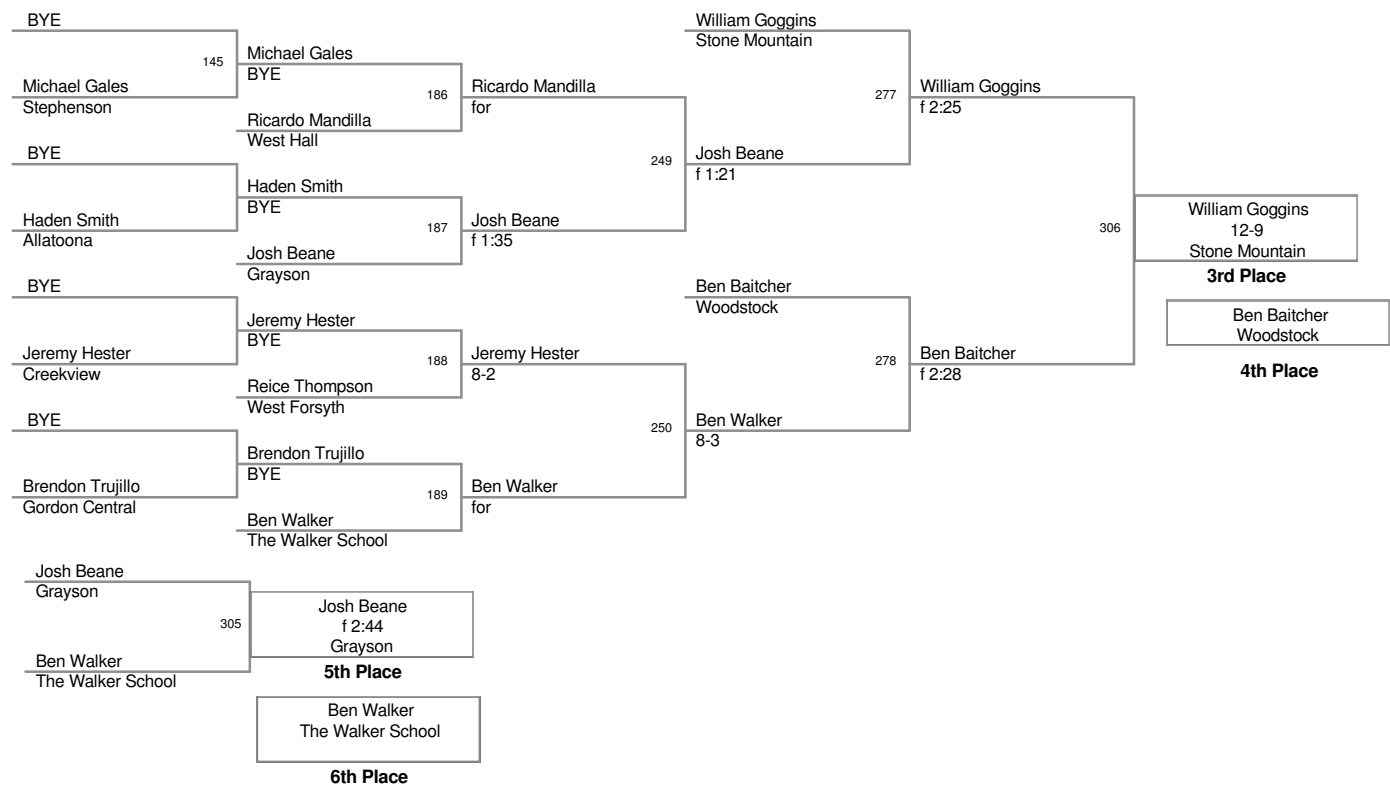 BYE
145
Michael Gales
Stephenson
Michael Gales
BYE
186
Ricardo Mandilla
West Hall
Ricardo Mandilla
for
BYE
Haden Smith
Allatoona
Haden Smith
BYE
187
Josh Beane
Grayson
Josh Beane
f 1:35
249
William Goggins
Stone Mountain
277
Josh Beane
f 1:21
William Goggins
f 2:25
BYE
Jeremy Hester
Creekview
Jeremy Hester
BYE
188
Reice Thompson
West Forsyth
Jeremy Hester
8-2
BYE
Brendon Trujillo
Gordon Central
Brendon Trujillo
BYE
189
Ben Walker
The Walker School
Ben Walker
for
250
Ben Baitcher
Woodstock
278
Ben Walker
8-3
Ben Baitcher
f 2:28
306
William Goggins
12-9
Stone Mountain
3rd Place
Ben Baitcher
Woodstock
4th Place
Josh Beane
Grayson
305
Ben Walker
The Walker School
Josh Beane
f 2:44
Grayson
5th Place
Ben Walker
The Walker School
6th Place